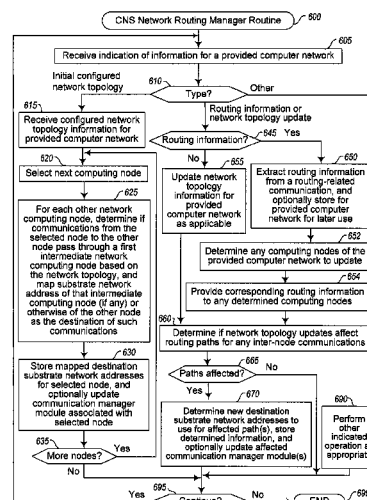 CNS Network Routing Manager Routine
600
605
Receive indication of information for a provided computer network
Initial configured
network topology
610
Type?
Other
Routing information or
network topology update
615
Receive configured network
topology information for
provided computer network
645
Routing information?
Yes
No
620
Select next computing node
655
Update network
topology
information for
provided
computer network
as applicable
650
Extract routing information
from a routing-related
communication, and
optionally store for
provided computer
network for later use
625
For each other network
computing node, determine if
communications from the
selected node to the other
node pass through a first
intermediate network
computing node based on
the network topology, and
map substrate network
address of that intermediate
computing node (if any) or
otherwise of the other
node as the destination of such
communications
652
Determine any computing nodes of the
provided computer network to update
654
Provide corresponding routing information
to any determined computing nodes
660
Determine if network topology updates affect
routing paths for any inter-node communications
630
Store mapped destination
substrate network addresses
for selected node, and
optionally update
communication manager
module associated with
selected node
665
Paths affected?
Yes
No
670
Determine new destination
substrate network addresses to
use for affected path(s), store
determined information, and
optionally update affected
communication manager module(s)
690
Perform
other
indicated
operation a
appropriat
635
More nodes?
Yes
No
695
Yes
Continue?
No
END
699